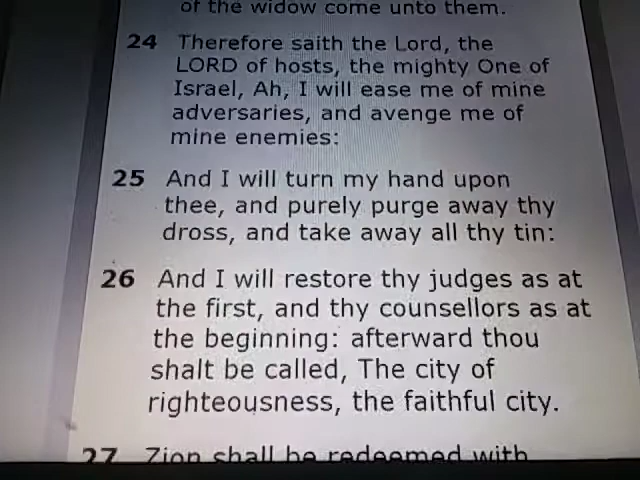 of the widow come unto them.
24 Therefore saith the Lord, the
LORD of hosts, the mighty One of
Israel, Ah, I will ease me of mine
adversaries, and avenge me of
mine enemies:
25 And I will turn my hand upon
thee, and purely purge away thy
dross, and take away all thy tin:
26 And I will restore thy judges as at
the first, and thy counsellors as at
the beginning: afterward thou
shalt be called, The city of
righteousness, the faithful city.
27 Zion shall be redeemed with